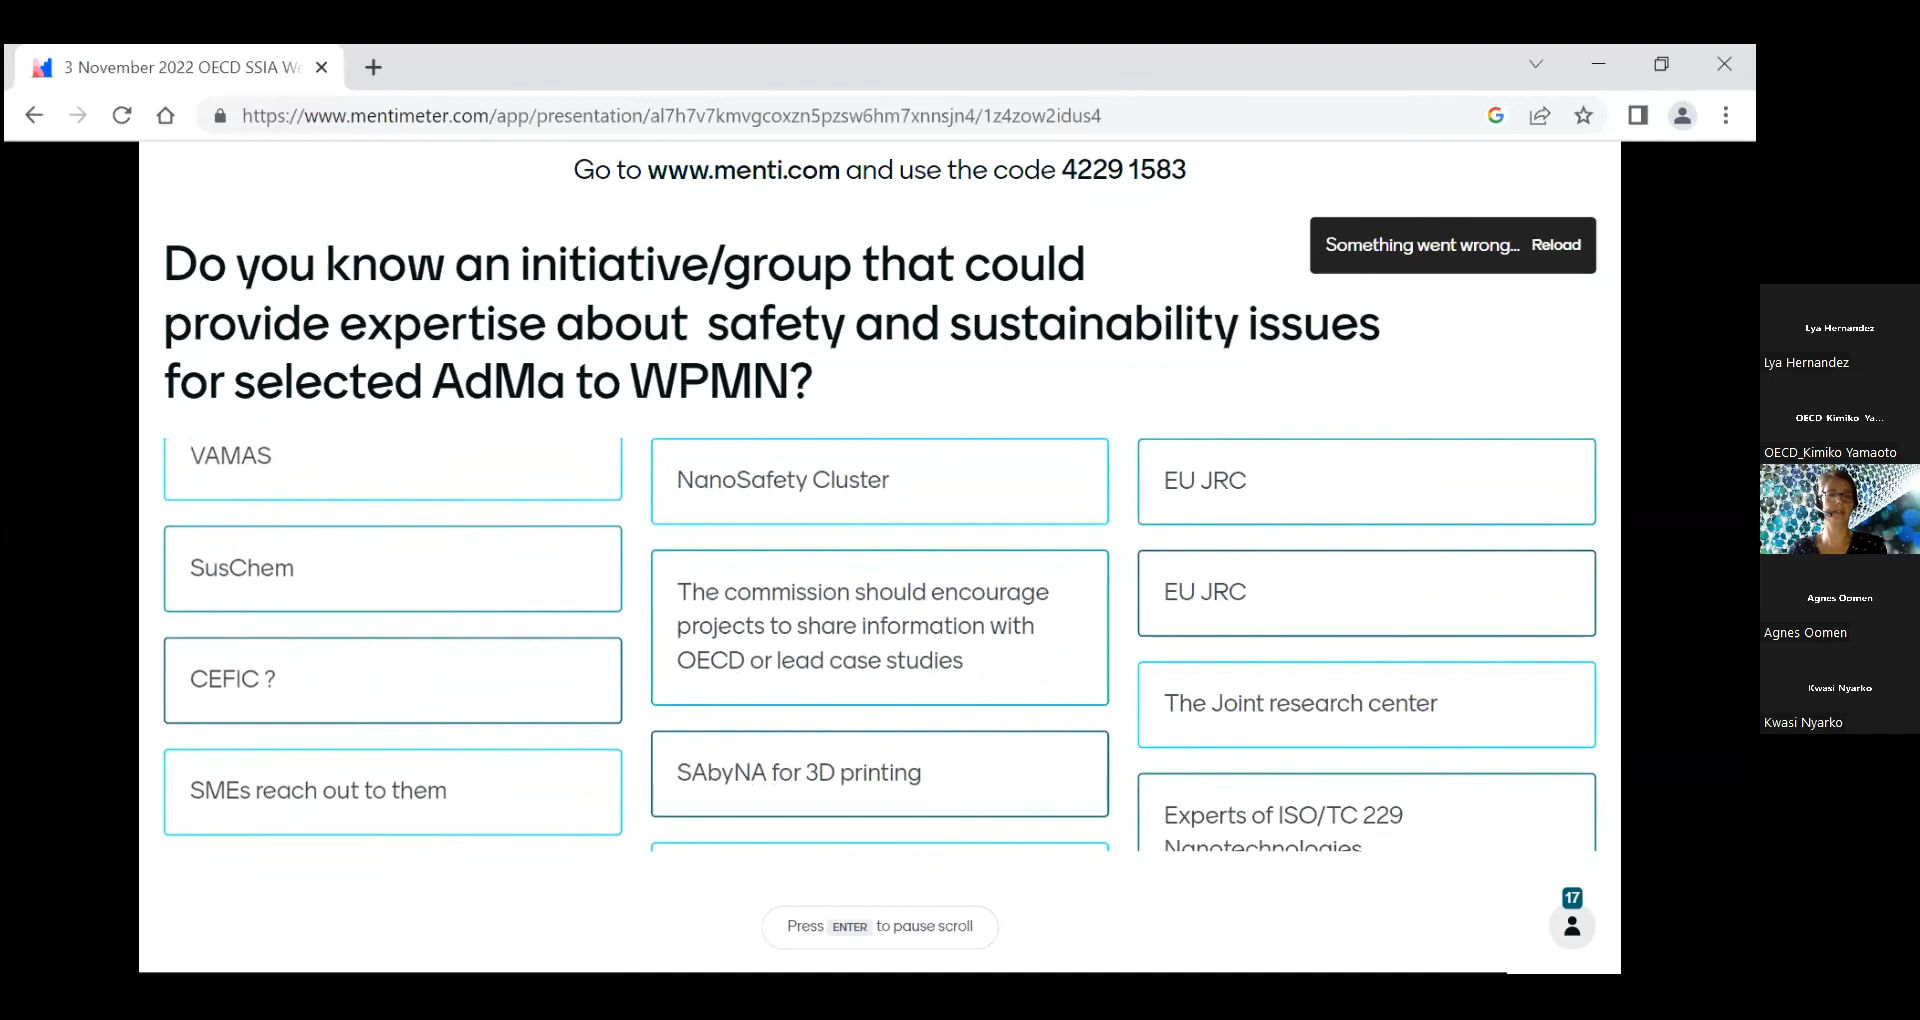 3 November 2022 OECD SSIA We
https://www.mentimeter.com/app/presentation/al7h7v7kmvgcoxzn5pzsw6hm7xnnsjn4/1z4zow2idus4
Go to www.menti.com and use the code 4229 1583
Something went wrong... Reload
Do you know an initiative/group that could
provide expertise about safety and sustainability issues
for selected AdMa to WPMN?
VAMAS
SusChem
CEFIC ?
SMEs reach out to them
NanoSafety Cluster
The commission should encourage
projects to share information with
OECD or lead case studies
SAbyNA for 3D printing
EU JRC
EU JRC
The Joint research center
Experts of ISO/TC 229
Nanotechnologies
Press ENTER to pause scroll
17
Lya Hernandez
Lya Hernandez
OECD_Kimiko Ya...
OECD_Kimiko Yamaoto
Agnes Oomen
Agnes Oomen
Kwasi Nyarko
Kwasi Nyarko